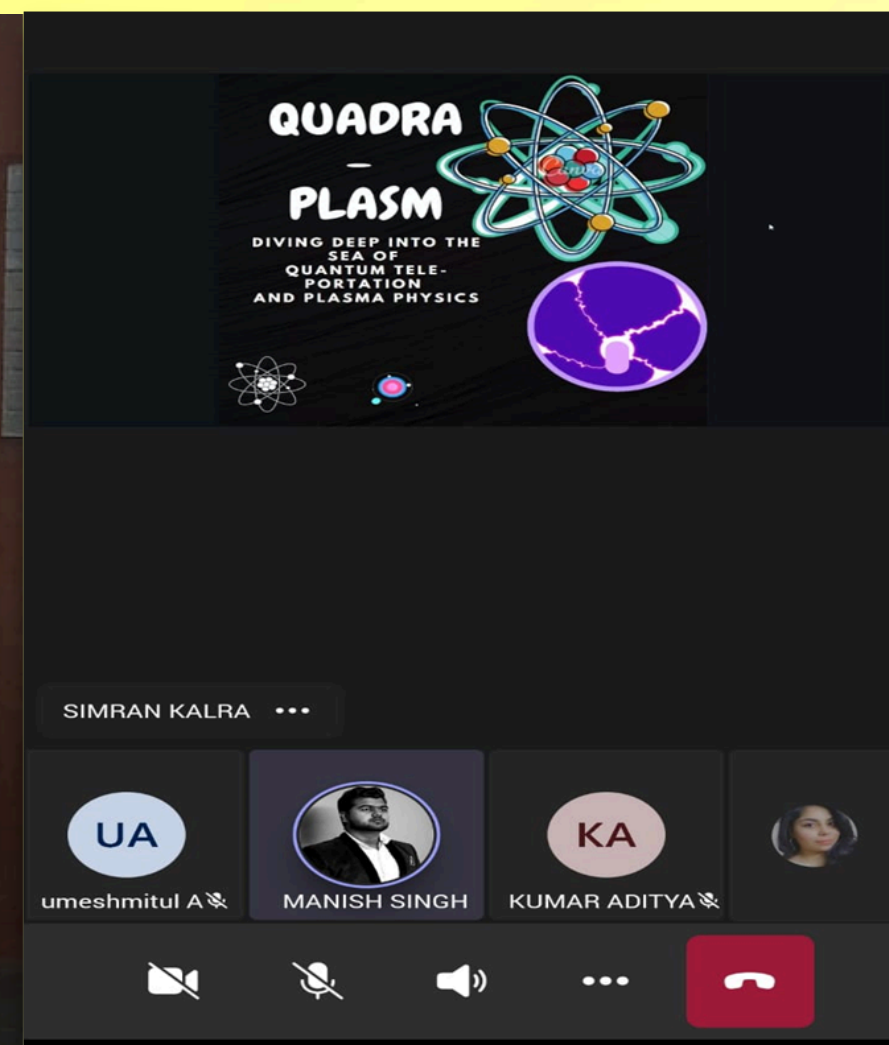 QUADRA
–
PLASM
DIVING DEEP INTO THE
SEA OF
QUANTUM TELE-
PORTATION
AND PLASMA PHYSICS
Canva
SIMRAN KALRA
UA
KA
umeshmitul A
MANISH SINGH
KUMAR ADITYA